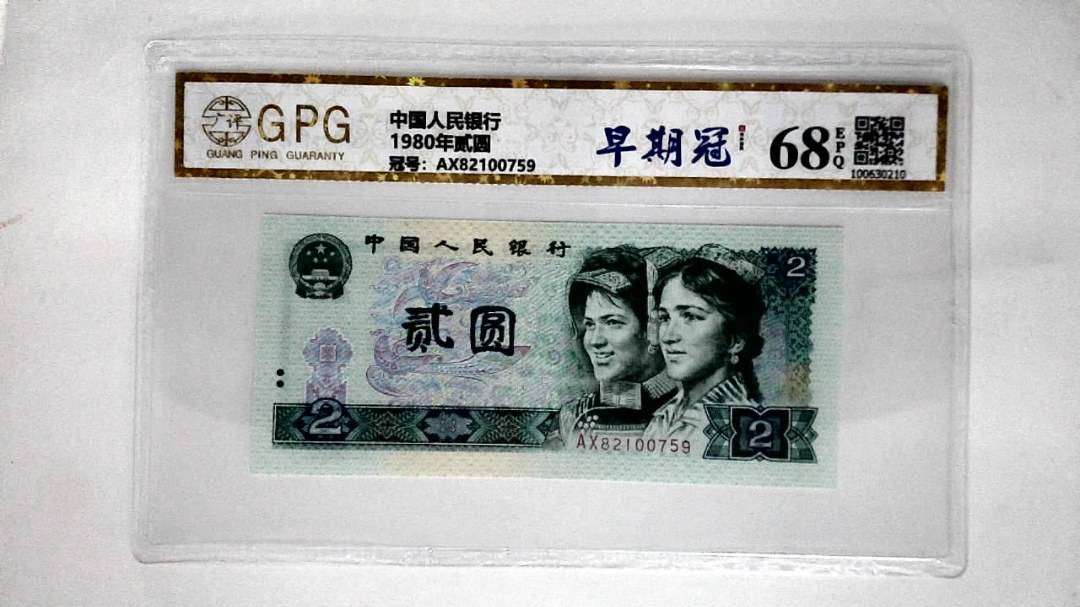 GPG
GUANG PING GUARANTY
中国人民银行
1980年贰圆
冠号：AX82100759
早期冠
68
EPQ
100630210
中国人民银行
2
贰圆
2
AX82100759
2